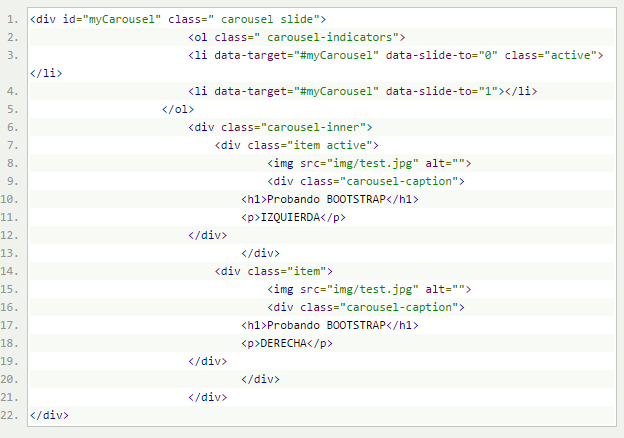 1. <div id="myCarousel" class=" carousel slide">
2. <ol class=" carousel-indicators">
3. <li data-target="#myCarousel" data-slide-to="0" class="active">
</li>
4. <li data-target="#myCarousel" data-slide-to="1"></li>
5. </ol>
6. <div class="carousel-inner">
7. <div class="item active">
8. <img src="img/test.jpg" alt="">
9. <div class="carousel-caption">
10. <h1>Probando BOOTSTRAP</h1>
11. <p>IZQUIERDA</p>
12. </div>
13. </div>
14. <div class="item">
15. <img src="img/test.jpg" alt="">
16. <div class="carousel-caption">
17. <h1>Probando BOOTSTRAP</h1>
18. <p>DERECHA</p>
19. </div>
20. </div>
21. </div>
22. </div>